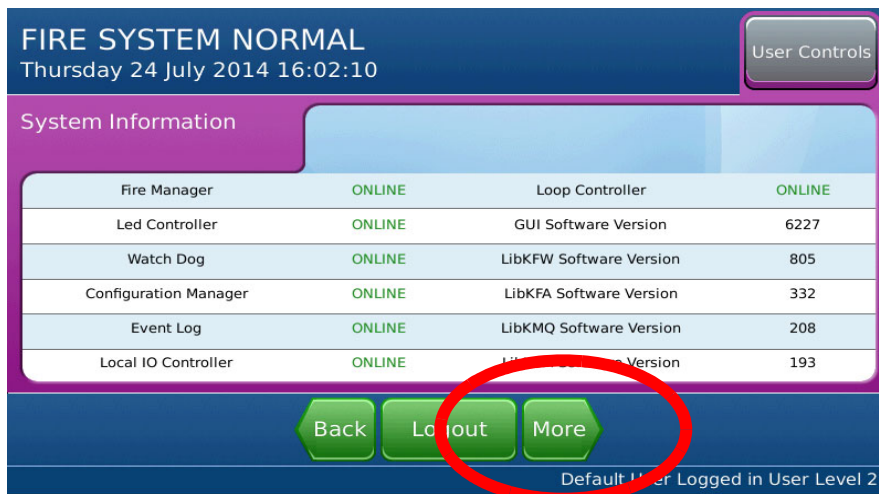 FIRE SYSTEM NORMAL
Thursday 24 July 2014 16:02:10
User Controls
System Information
Fire Manager ONLINE Loop Controller ONLINE
Led Controller ONLINE GUI Software Version 6227
Watch Dog ONLINE LibKFW Software Version 805
Configuration Manager ONLINE LibKFA Software Version 332
Event Log ONLINE LibKMQ Software Version 208
Local IO Controller ONLINE Version 193
Back Logout More
Default User Logged in User Level 2